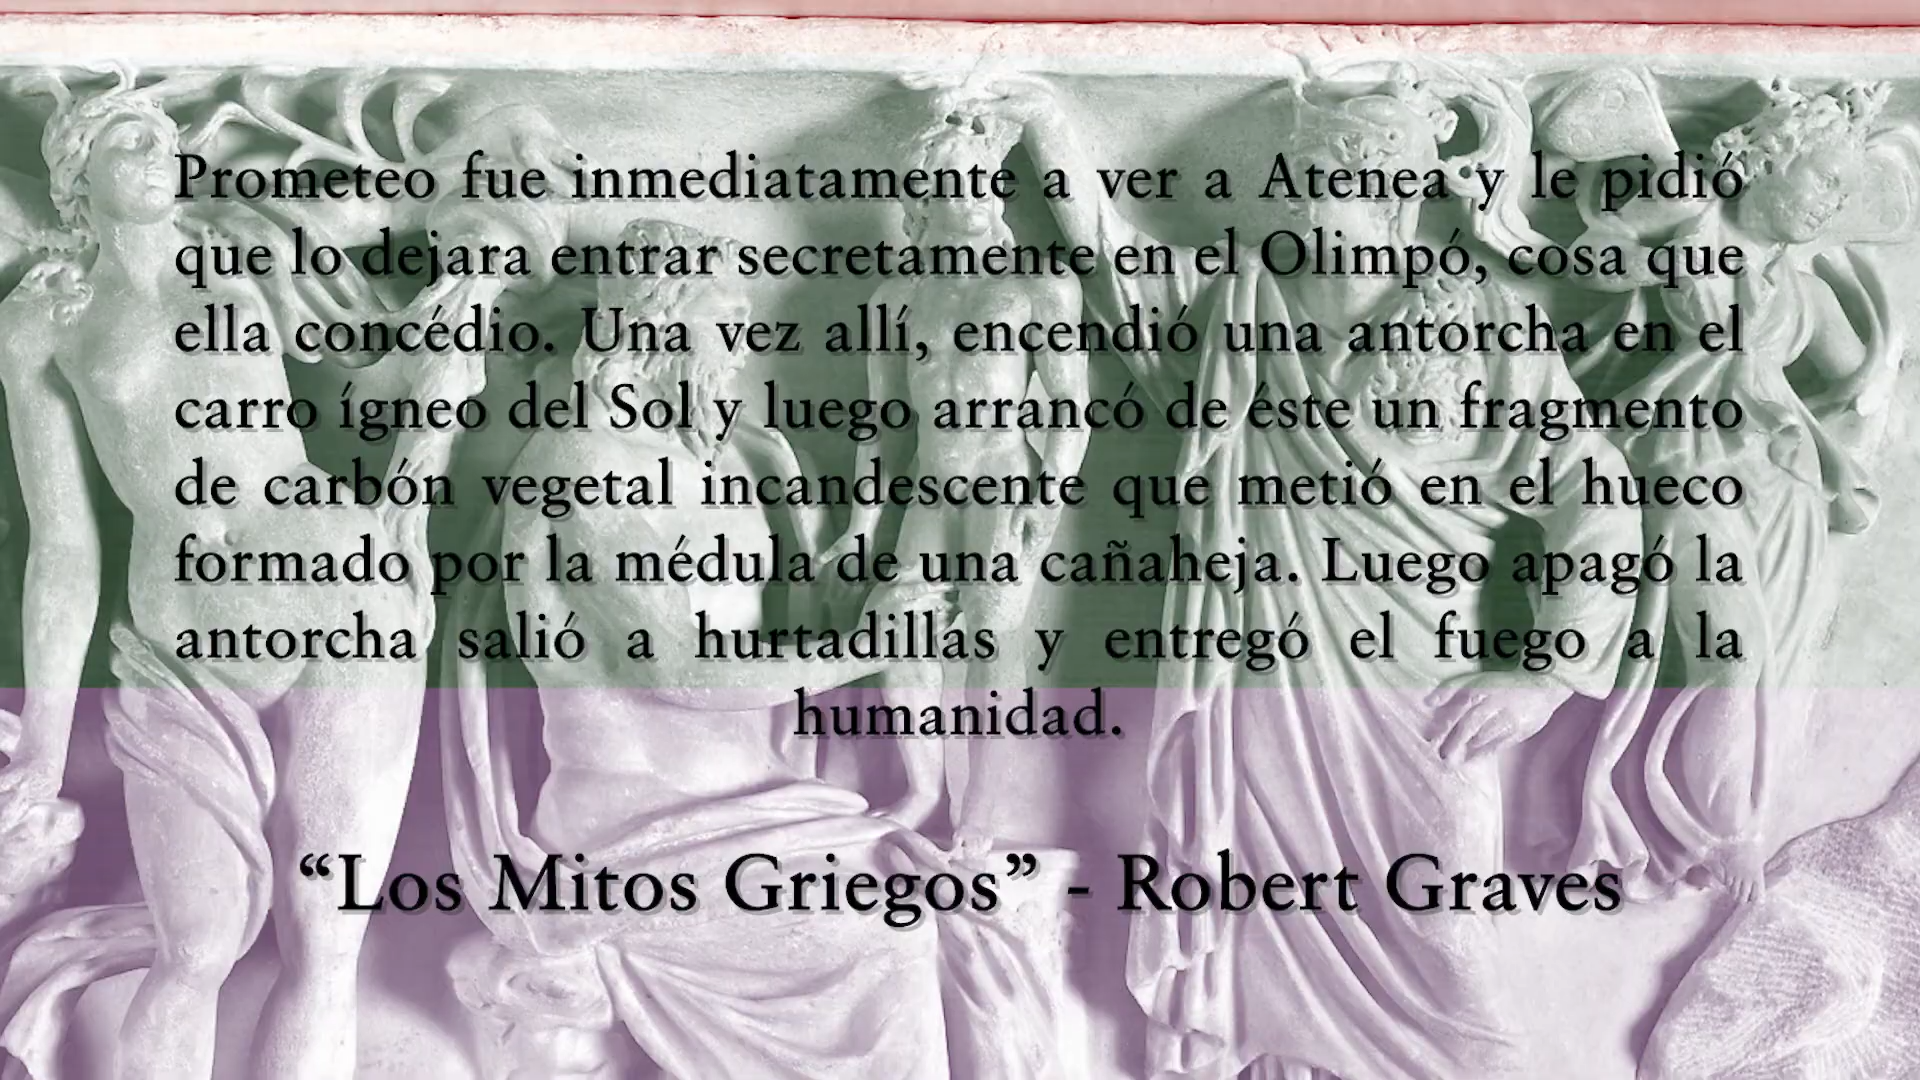 Prometeo fue inmediatamente a ver a Atenea y le pidió
que lo dejara entrar secretamente en el Olimpó, cosa que
ella concédio. Una vez allí, encendió una antorcha en el
carro ígneo del Sol y luego arrancó de éste un fragmento
de carbón vegetal incandescente que metió en el hueco
formado por la médula de una cañaheja. Luego apagó la
antorcha salió a hurtadillas y entregó el fuego a la
humanidad.
“Los Mitos Griegos” - Robert Graves